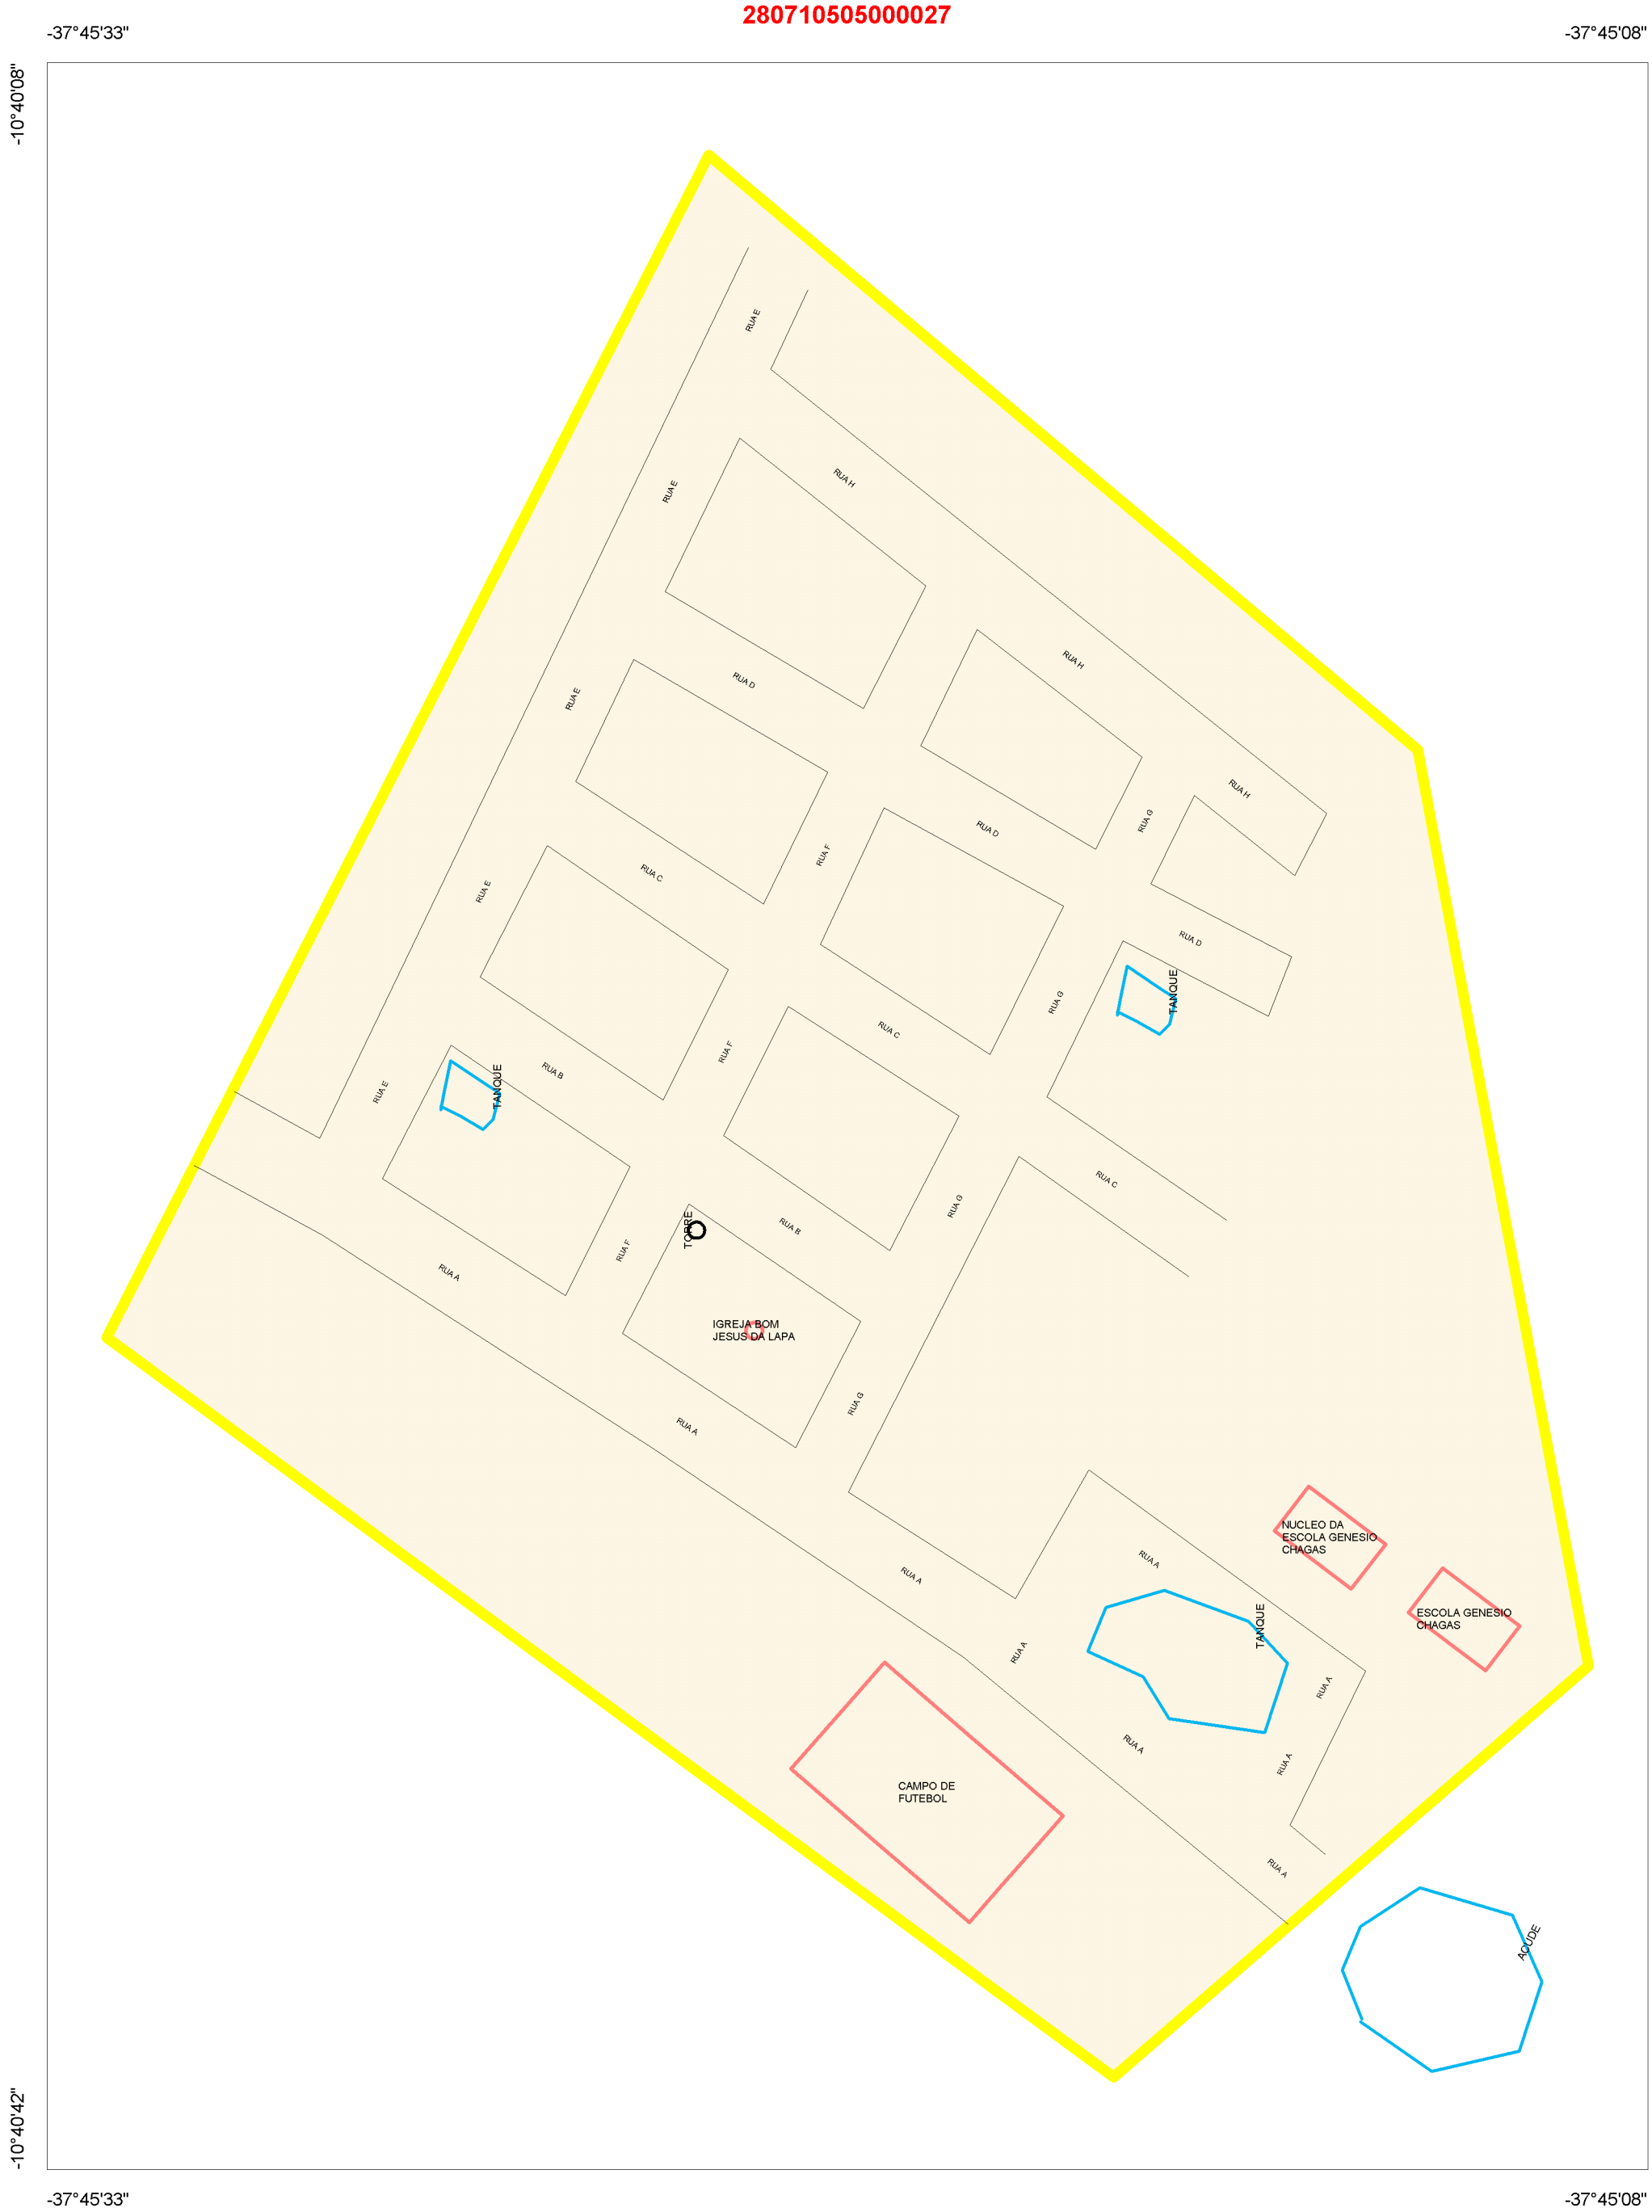 280710505000027
-37°45'33"
-37°45'08"
-10°40'08"
RUA E
RUA H
RUA E
RUA H
RUA D
RUA E
RUA H
RUA G
RUA D
RUA F
RUA C
RUA E
RUA D
TANQUE
RUA G
RUA C
RUA F
RUA B
TANQUE
RUA E
RUA C
RUA G
RUA B
TORRE
RUA F
RUA A
IGREJA BOM
JESUS DA LAPA
RUA G
RUA A
NUCLEO DA
ESCOLA GENESIO
CHAGAS
RUA A
RUA A
ESCOLA GENESIO
CHAGAS
TANQUE
RUA A
RUA A
RUA A
RUA A
CAMPO DE
FUTEBOL
RUA A
ACUDE
-10°40'42"
-37°45'33"
-37°45'08"